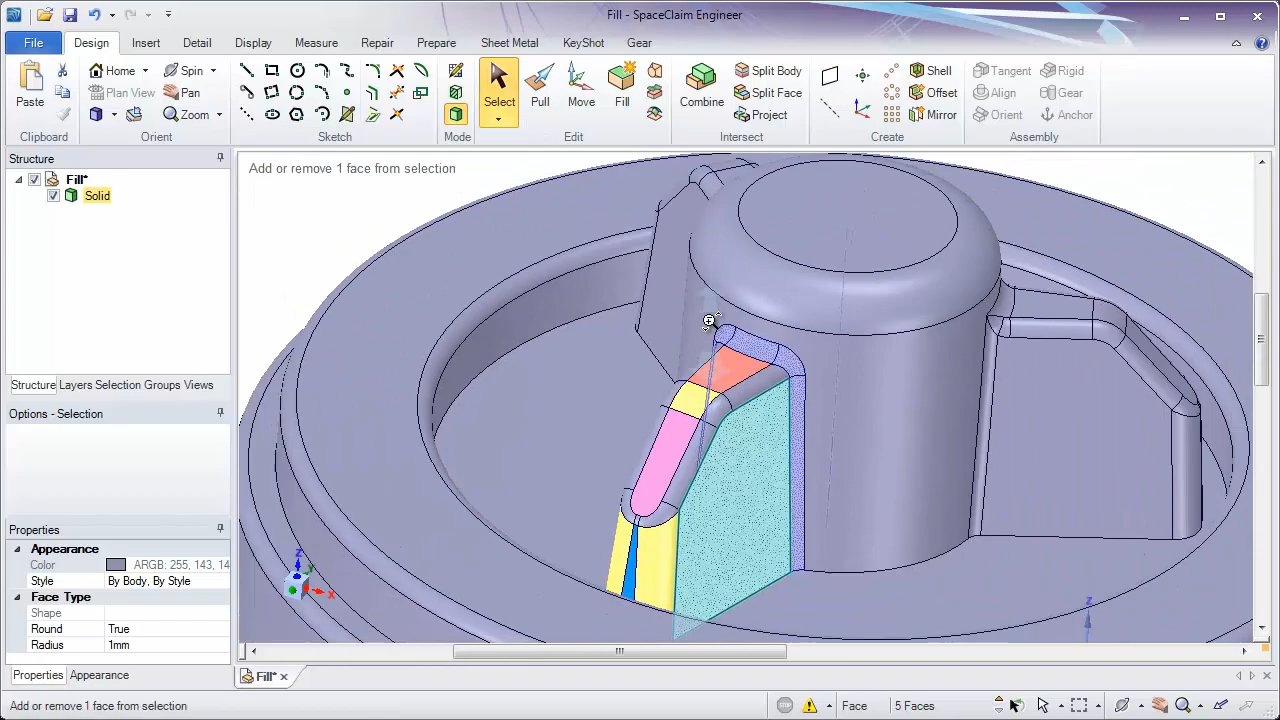 Fill - SpaceClaim Engineer
File Design Insert Detail Display Measure Repair Prepare Sheet Metal KeyShot Gear
Paste
Clipboard
Home Spin
Plan View Pan
Zoom
Orient
Sketch
Mode
Select Pull Move Fill
Edit
Combine Split Body
Split Face
Project
Intersect
Shell
Offset
Mirror
Create
Tangent Rigid
Align Gear
Orient Anchor
Assembly
Structure
Fill*
Solid
Structure Layers Selection Groups Views
Options - Selection
Properties
Appearance
Color ARGB: 255, 143, 14
Style By Body, By Style
Face Type
Shape
Round True
Radius 1mm
Properties Appearance
Add or remove 1 face from selection
Z
Y
X
Z
Fill*
Add or remove 1 face from selection
Face 5 Faces